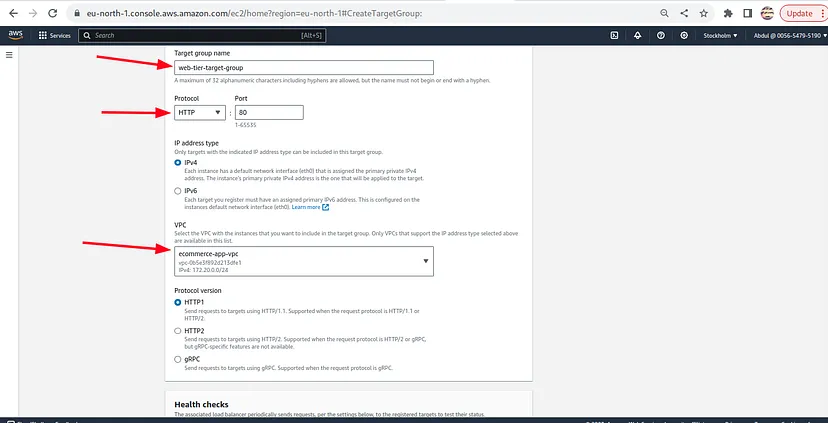 eu-north-1.console.aws.amazon.com/ec2/home?region=eu-north-1#CreateTargetGroup:
Update
aws
Services
Search
[Alt+S]
Stockholm
Abdul @ 0056-5479-5190
Target group name
web-tier-target-group
A maximum of 32 alphanumeric characters including hyphens are allowed, but the name must not begin or end with a hyphen.
Protocol
Port
HTTP
:
80
1-65535
IP address type
Only targets with the indicated IP address type can be included in this target group.
IPv4
Each instance has a default network interface (eth0) that is assigned the primary private IPv4
address. The instance's primary private IPv4 address is the one that will be applied to the target.
IPv6
Each target you register must have an assigned primary IPv6 address. This is configured on the
instances default network interface (eth0). Learn more
VPC
Select the VPC with the instances that you want to include in the target group. Only VPCs that support the IP address type selected above
are available in this list.
ecommerce-app-vpc
vpc-0b5e3f892d213dfe1
IPv4: 172.20.0.0/24
Protocol version
HTTP1
Send requests to targets using HTTP/1.1. Supported when the request protocol is HTTP/1.1 or
HTTP/2.
HTTP2
Send requests to targets using HTTP/2. Supported when the request protocol is HTTP/2 or gRPC,
but gRPC-specific features are not available.
gRPC
Send requests to targets using gRPC. Supported when the request protocol is gRPC.
Health checks
The associated load balancer periodically sends requests, per the settings below, to the registered targets to test their status.